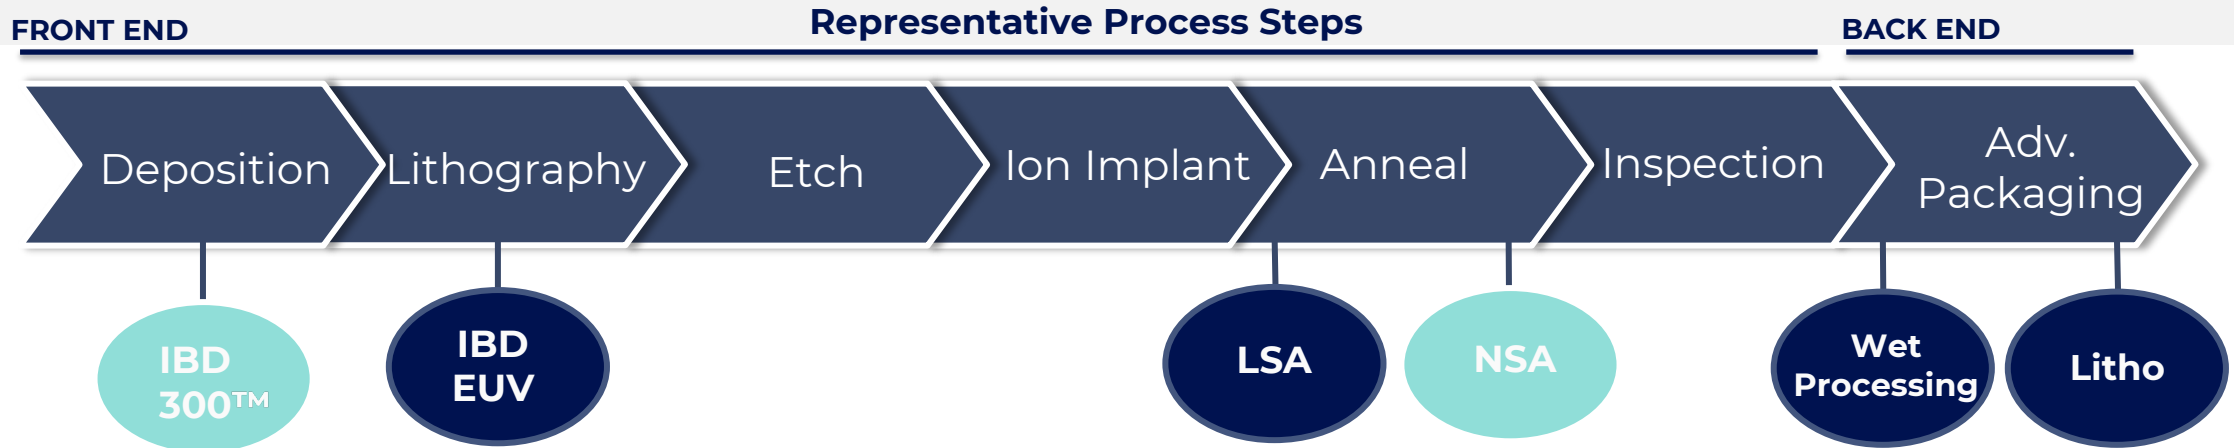 FRONT END
Representative Process Steps
BACK END
Deposition
Lithography
Etch
Ion Implant
Anneal
Inspection
Adv.
Packaging
IBD
300™
IBD
EUV
LSA
NSA
Wet
Processing
Litho